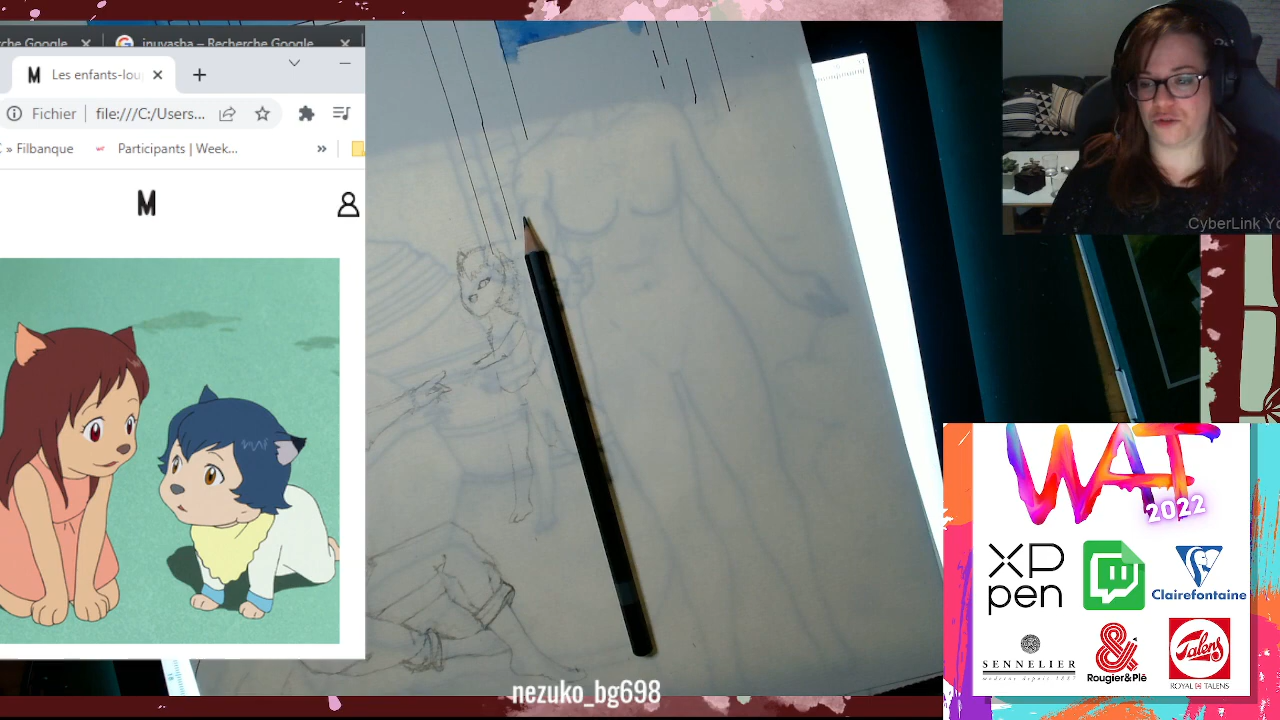 che Google
inuyasha – Recherche Google
Les enfants-lou
Fichier
file:///C:/Users...
» Filbanque
Participants | Week...
»
M
CyberLink Yo
WAT
2022
XP
pen
Clairefontaine
SENNELIER
Rougier&Plé
Talens
ROYAL TALENS
nezuko_bg698